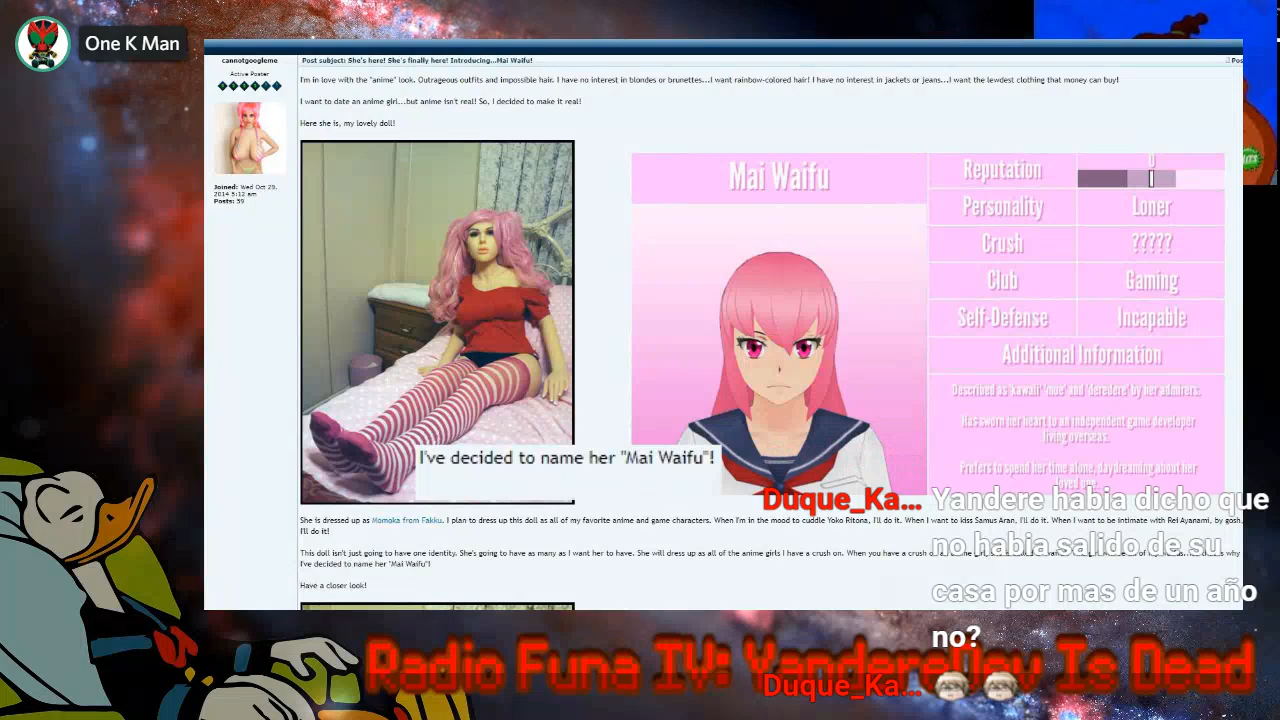 One K Man
cannotgoogleme
Active Poster
Joined: Wed Oct 29,
2014 5:12 am
Posts: 59
Post subject: She's here! She's finally here! Introducing...Mai Waifu!
Pos
I'm in love with the "anime" look. Outrageous outfits and impossible hair. I have no interest in blondes or brunettes...I want rainbow-colored hair! I have no interest in jackets or jeans...I want the lewdest clothing that money can buy!
I want to date an anime girl...but anime isn't real! So, I decided to make it real!
Here she is, my lovely doll!
Mai Waifu
Reputation
0
Personality
Loner
Crush
?????
Club
Gaming
Self-Defense
Incapable
Additional Information
Described as 'kawaii' 'moe' and 'deredere' by her admirers.
Has sworn her heart to an independent game developer
living overseas.
Prefers to spend her time alone, daydreaming about her
loved one.
I've decided to name her "Mai Waifu"!
She is dressed up as Momoka from Fakku. I plan to dress up this doll as all of my favorite anime and game characters. When I'm in the mood to cuddle Yoko Ritona, I'll do it. When I want to kiss Samus Aran, I'll do it. When I want to be intimate with Rei Ayanami, by gosh,
I'll do it!
This doll isn't just going to have one identity. She's going to have as many as I want her to have. She will dress up as all of the anime girls I have a crush on. When you have a crush
why
I've decided to name her "Mai Waifu"!
Have a closer look!
Duque_Ka... Yandere habia dicho que
no habia salido de su
casa por mas de un año
no?
Duque_Ka...
Radio Funa IV: YandereDev Is Dead